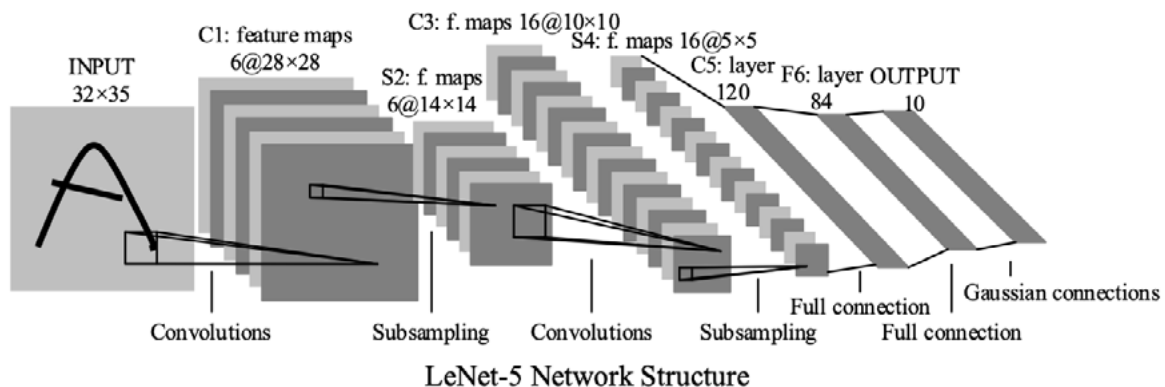 INPUT
32×35
C1: feature maps
6@28×28
S2: f. maps
6@14×14
C3: f. maps 16@10×10
S4: f. maps 16@5×5
C5: layer
120
F6: layer
84
OUTPUT
10
Convolutions
Subsampling
Convolutions
Subsampling
Full connection
Full connection
Gaussian connections
LeNet-5 Network Structure